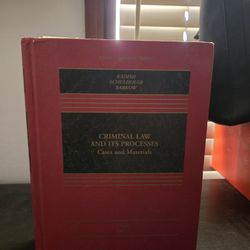 KADISH
SCHULHOFER
BARKOW
CRIMINAL LAW
AND ITS PROCESSES
Cases and Materials